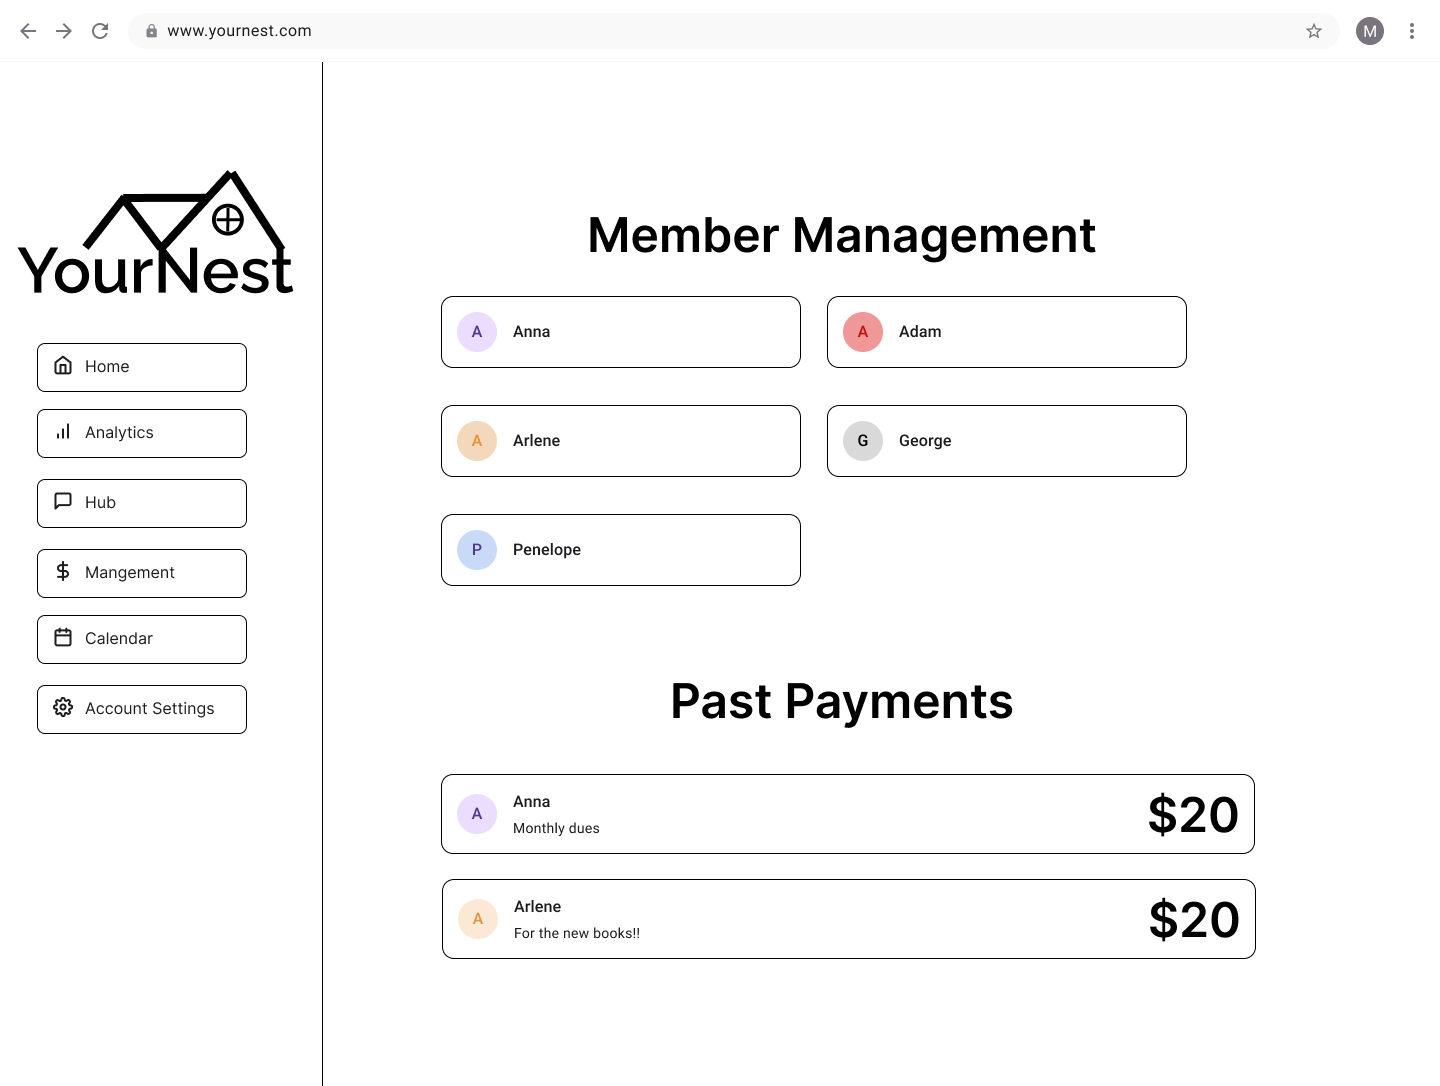 www.yournest.com
M
YourNest
Home
Analytics
Hub
Mangement
Calendar
Account Settings
Member Management
A Anna
A Adam
A Arlene
G George
P Penelope
Past Payments
A Anna
Monthly dues
$20
A Arlene
For the new books!!
$20